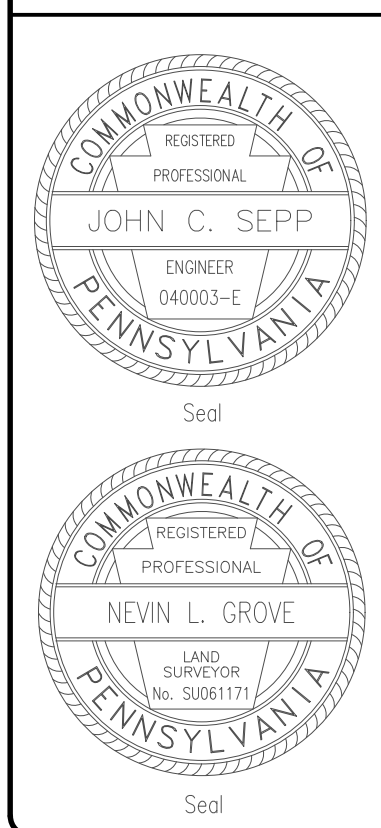 COMMONWEALTH OF
REGISTERED
PROFESSIONAL
JOHN C. SEPP
ENGINEER
040003-E
PENNSYLVANIA
Seal
COMMONWEALTH OF
REGISTERED
PROFESSIONAL
NEVIN L. GROVE
LAND
SURVEYOR
No. SU061171
PENNSYLVANIA
Seal